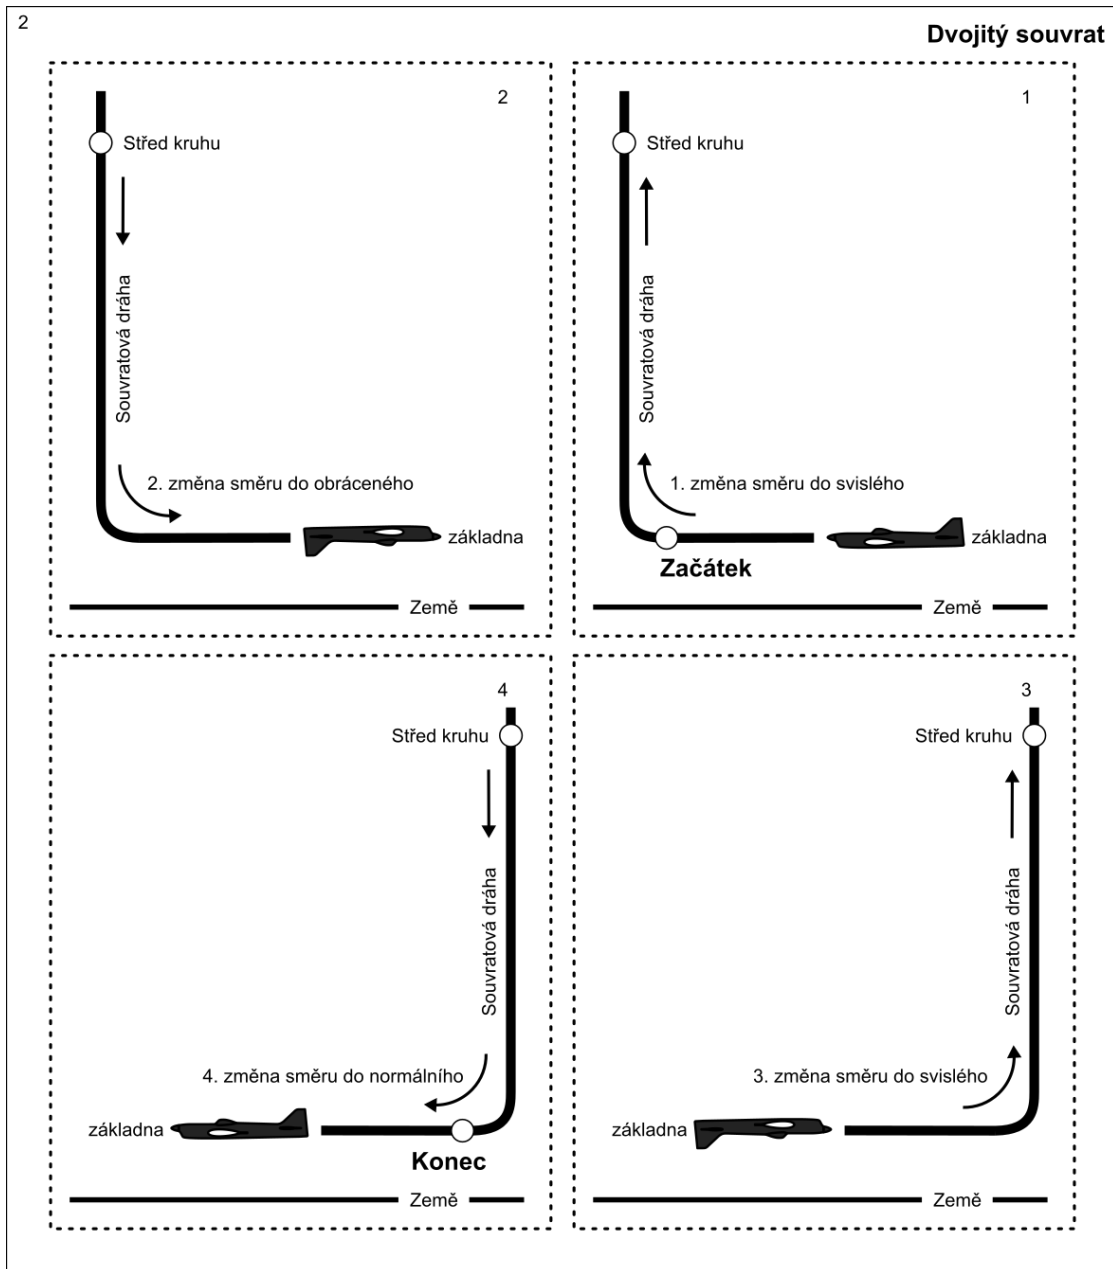 2
Dvojitý souvrat
2
Střed kruhu
Souvratová dráha
2. změna směru do obráceného
základna
Země
1
Střed kruhu
Souvratová dráha
1. změna směru do svislého
základna
Začátek
Země
4
Střed kruhu
Souvratová dráha
4. změna směru do normálního
základna
Konec
Země
3
Střed kruhu
Souvratová dráha
3. změna směru do svislého
základna
Země